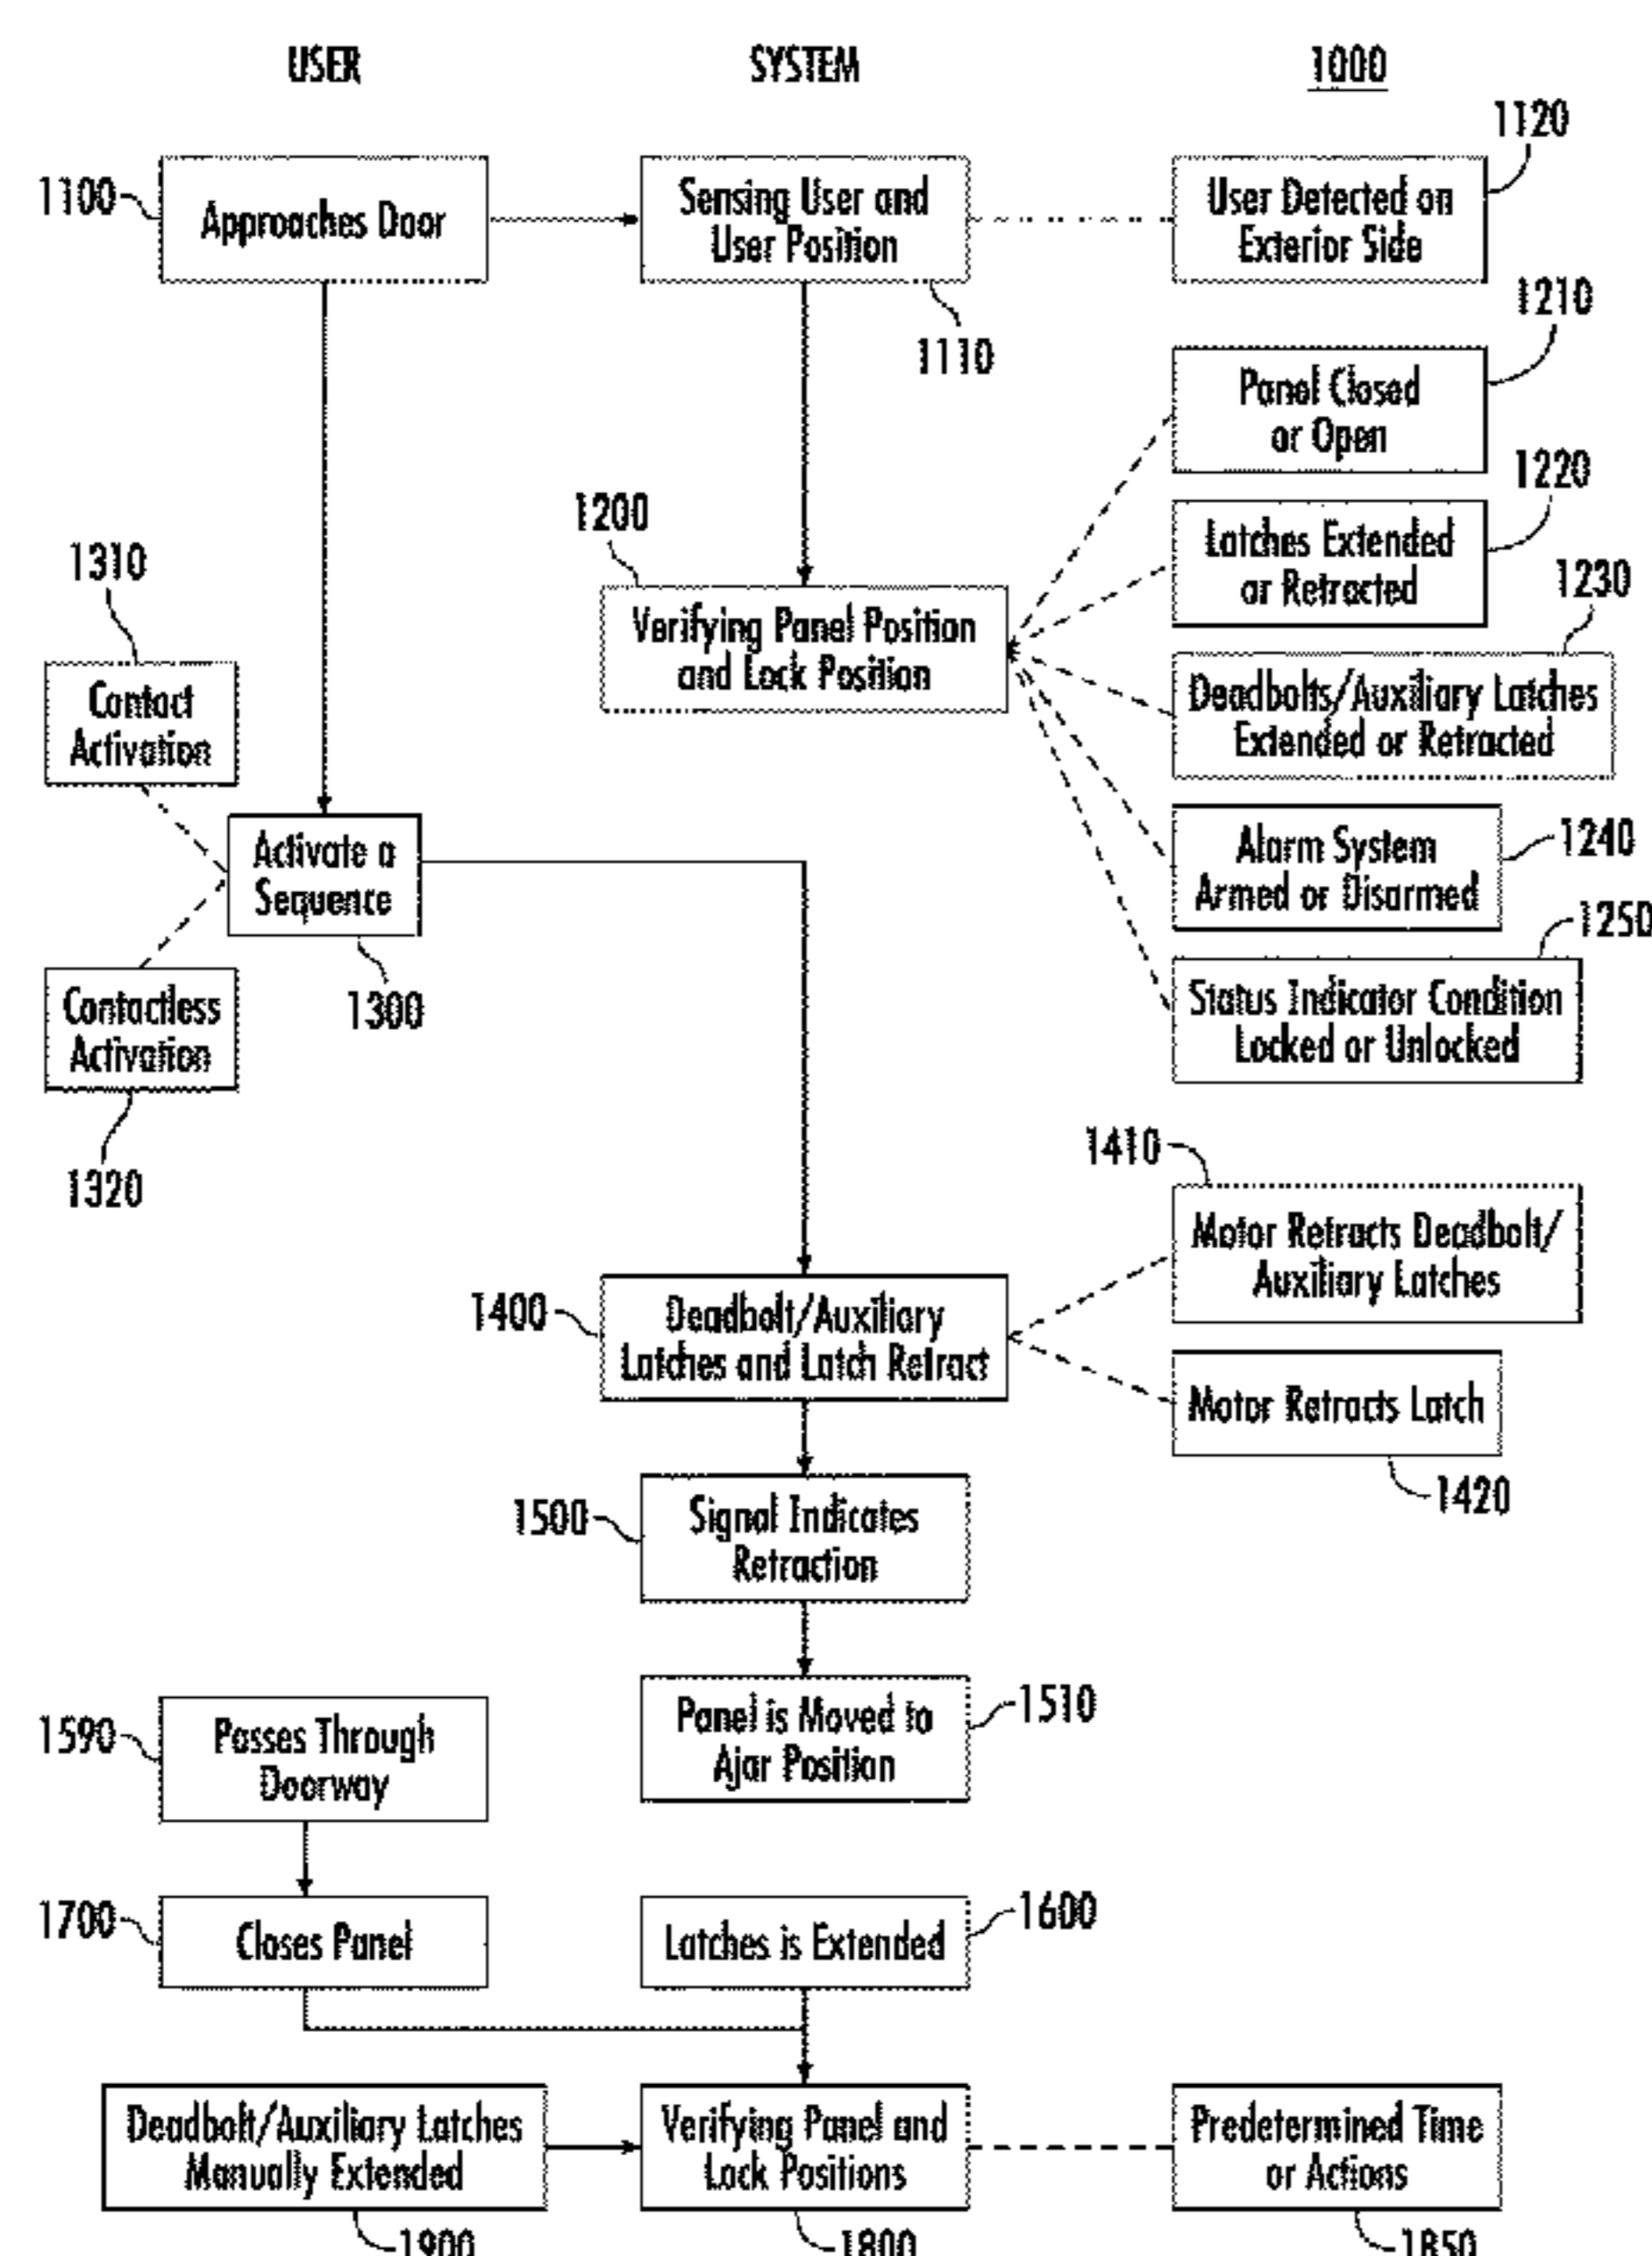 USER
SYSTEM
1000
1120
1100
Approaches Door
Sensing User and
User Position
User Detected on
Exterior Side
1110
1210
Panel Closed
or Open
1220
Latches Extended
or Retracted
1200
1230
Verifying Panel Position
and Lock Position
1310
Contact
Activation
Deadbolts/Auxiliary Latches
Extended or Retracted
Activate a
Sequence
1300
Alarm System
Armed or Disarmed
1240
1250
Contactless
Activation
1320
Status Indicator Condition
Locked or Unlocked
1410
Motor Retracts Deadbolt/
Auxiliary Latches
1400
Deadbolt/Auxiliary
Latches and Latch Retract
Motor Retracts Latch
1420
1500
Signal Indicates
Retraction
1590
Passes Through
Doorway
Panel is Moved to
Ajar Position
1510
1700
Closes Panel
Latches is Extended
1600
Deadbolt/Auxiliary Latches
Manually Extended
Verifying Panel and
Lock Positions
Predetermined Time
or Actions
1900
1800
1850